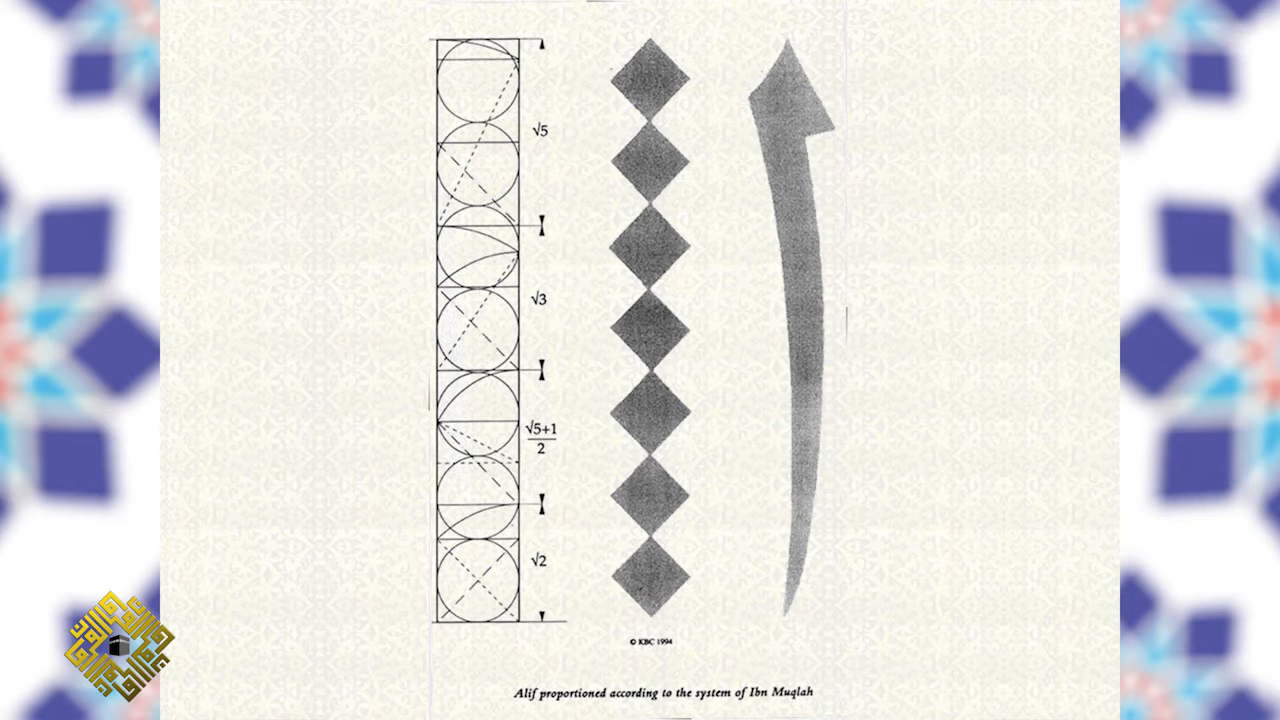 √5
√3
√5+1
2
√2
© KBC 1994
Alif proportioned according to the system of Ibn Muqlah